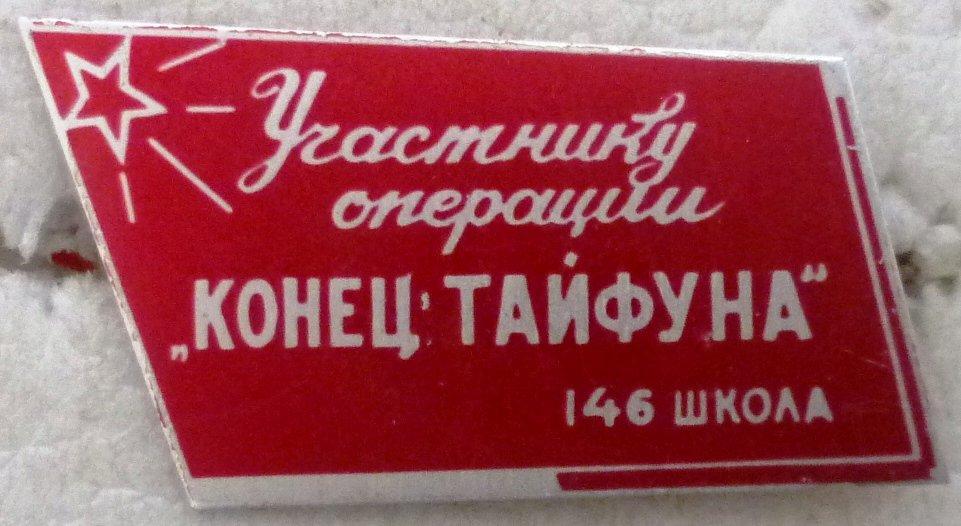 Участнику
операции
„КОНЕЦ ТАЙФУНА“
146 ШКОЛА